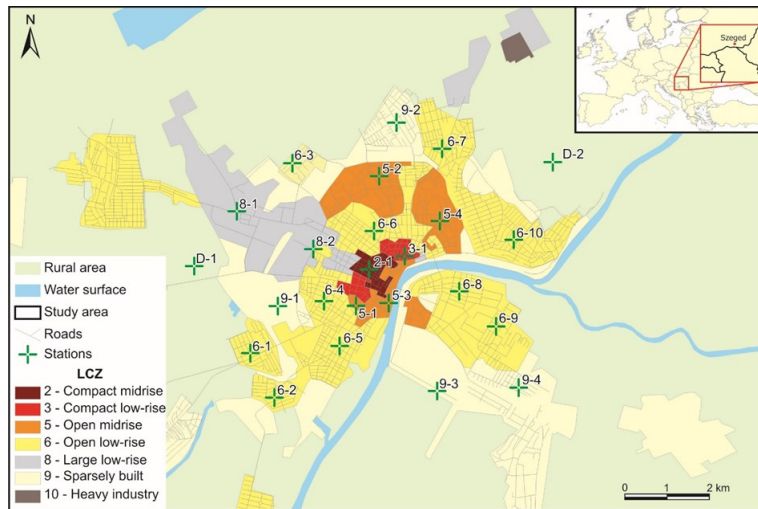 N
Szeged
9-2
6-7
6-3
D-2
5-2
8-1
5-4
6-6
6-10
8-2
3-1
D-1
2-1
6-8
6-4
5-3
9-1
5-1
6-9
6-5
6-1
9-3
9-4
6-2
Rural area
Water surface
Study area
Roads
Stations
LCZ
2 - Compact midrise
3 - Compact low-rise
5 - Open midrise
6 - Open low-rise
8 - Large low-rise
9 - Sparsely built
10 - Heavy industry
0 1 2 km